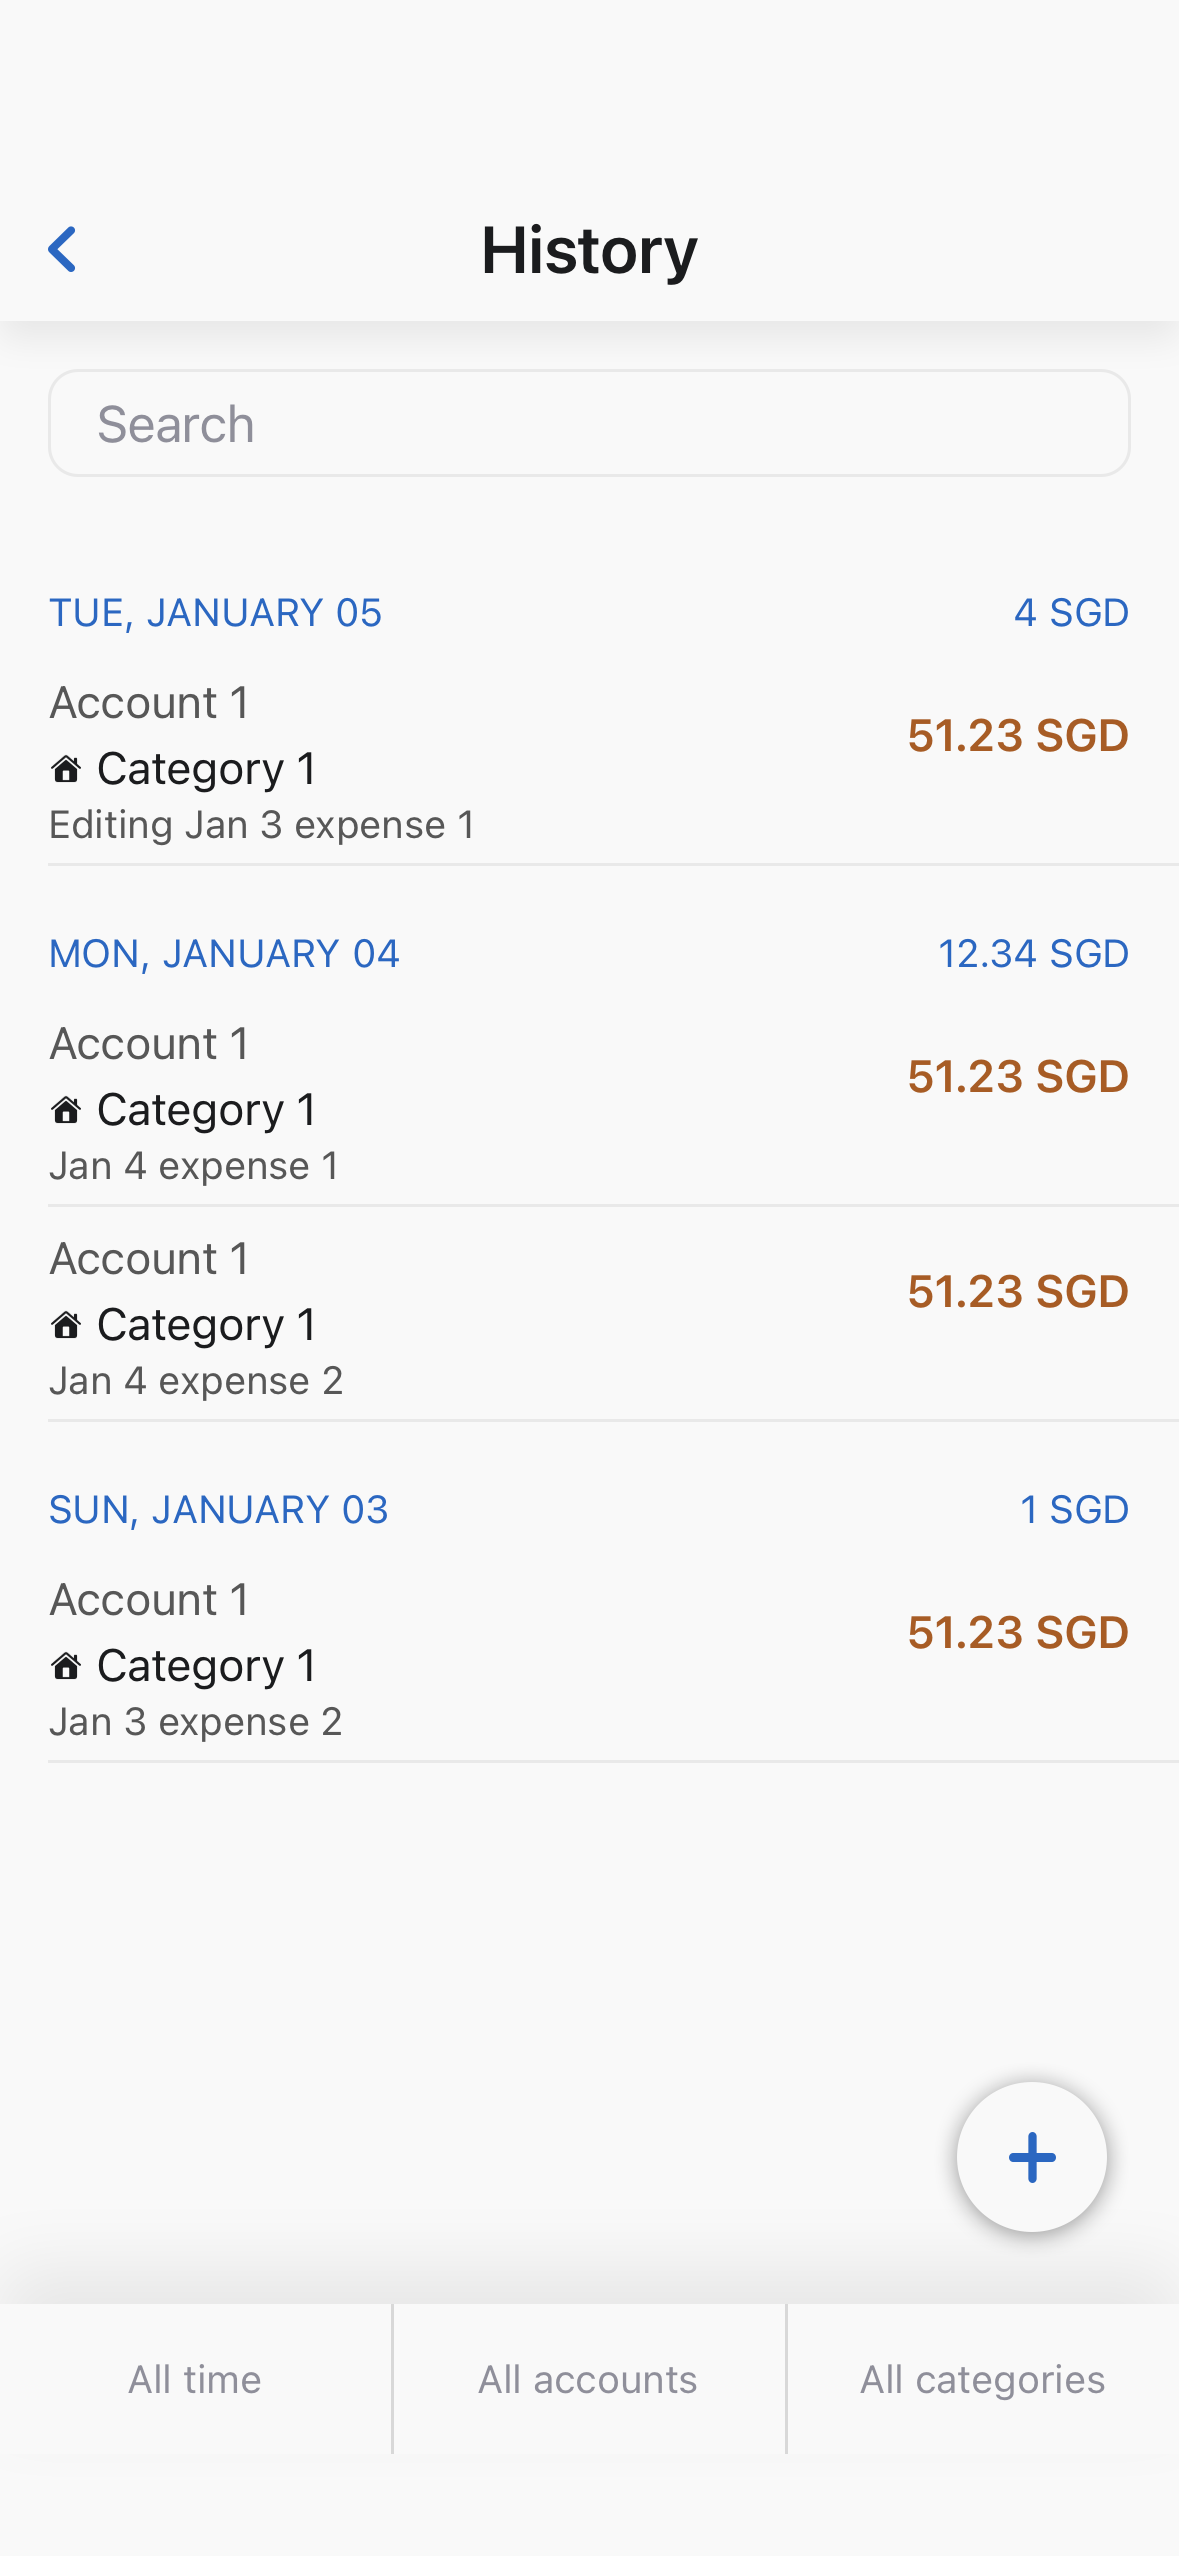 History
Search
TUE, JANUARY 05 4 SGD
Account 1
51.23 SGD
Category 1
Editing Jan 3 expense 1
MON, JANUARY 04 12.34 SGD
Account 1
51.23 SGD
Category 1
Jan 4 expense 1
Account 1
51.23 SGD
Category 1
Jan 4 expense 2
SUN, JANUARY 03 1 SGD
Account 1
51.23 SGD
Category 1
Jan 3 expense 2
All time All accounts All categories